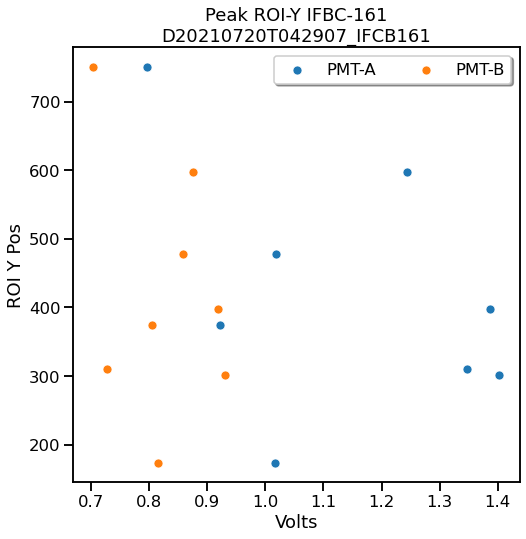 Peak ROI-Y IFBC-161
D20210720T042907_IFCB161
PMT-A PMT-B
ROI Y Pos
700
600
500
400
300
200
0.7 0.8 0.9 1.0 1.1 1.2 1.3 1.4
Volts